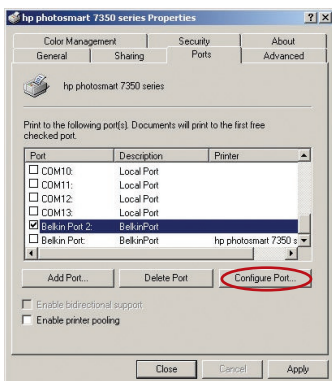 hp photosmart 7350 series Properties ? X
Color Management Security About
General Sharing Ports Advanced
hp photosmart 7350 series
Print to the following port(s). Documents will print to the first free
checked port.
Port Description Printer
COM10: Local Port
COM11: Local Port
COM12: Local Port
COM13: Local Port
Belkin Port 2: BelkinPort
Belkin Port: BelkinPort hp photosmart 7350 s
Add Port... Delete Port Configure Port...
Enable bidirectional support
Enable printer pooling
Close Cancel Apply